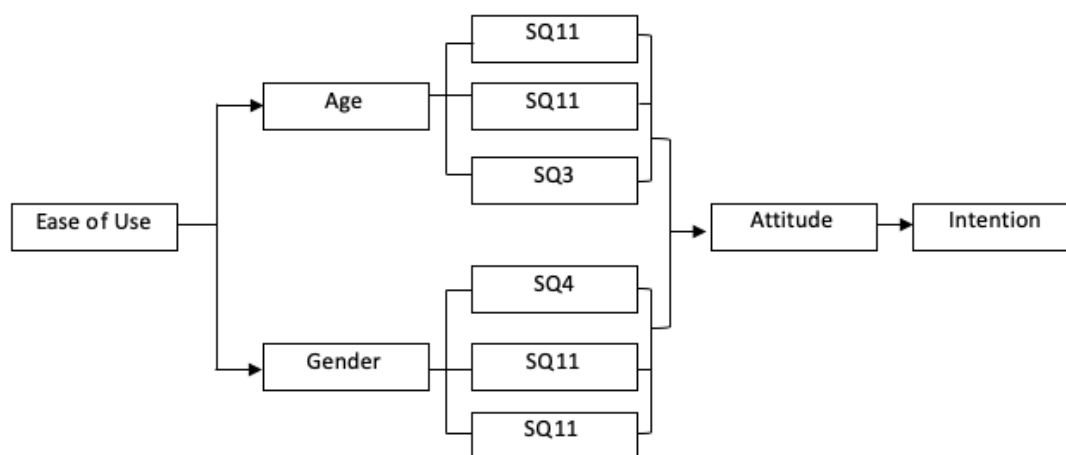 SQ11
Age
SQ11
SQ3
Ease of Use
Attitude
Intention
SQ4
Gender
SQ11
SQ11